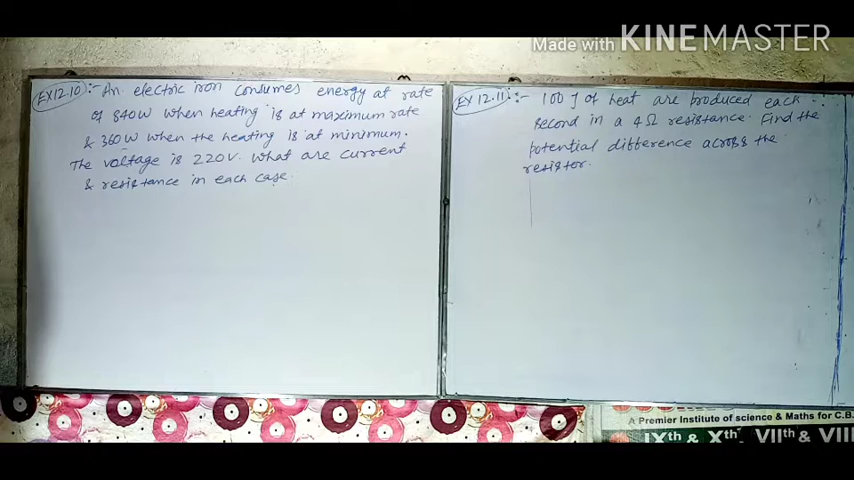 Made with KINEMASTER
EX 12.10 :- An electric iron consumes energy at rate
of 840W when heating is at maximum rate
& 360W when the heating is at minimum.
The voltage is 220V. What are current
& resistance in each case.
EX 12.11 :- 100 J of heat are produced each
second in a 4Ω resistance. Find the
potential difference across the
resistor.
A Premier Institute of science & Maths for C.B.
IXth & Xth VIIth & VIII